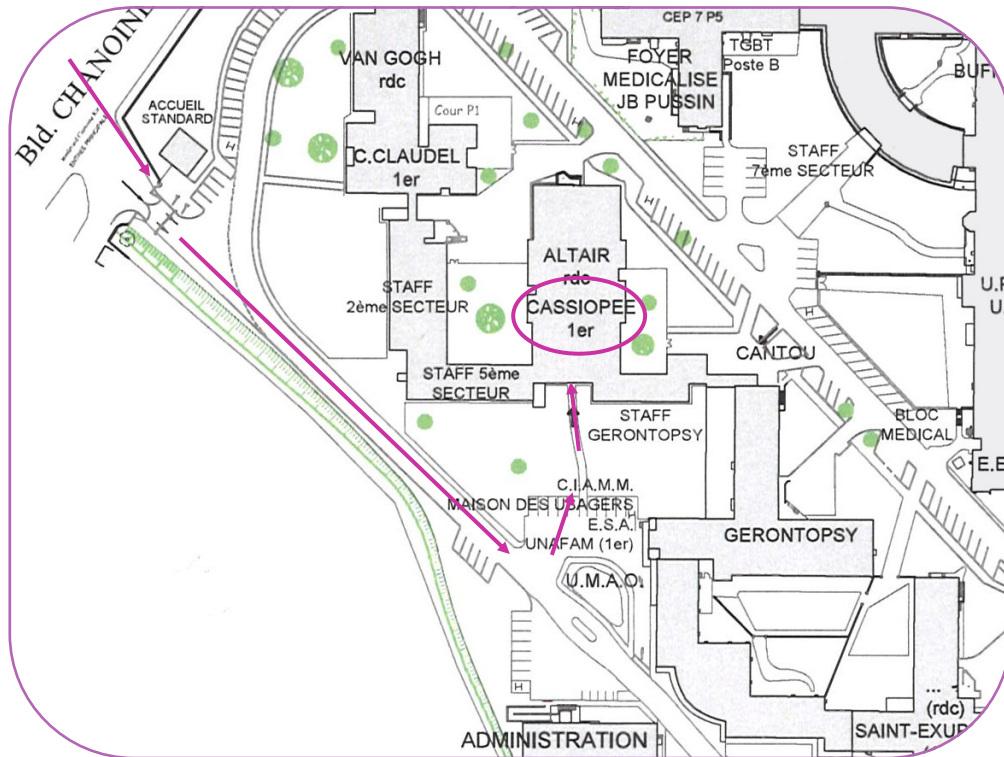 Bld. CHANOINE
ACCUEIL
STANDARD
VAN GOGH
rdc
Cour P1
C.CLAUDEL
1er
CEP 7 P5
FOYER
MEDICALISE
JB PUSSIN
TGBT
Poste B
BUFF
STAFF
7ème SECTEUR
ALTAIR
rdc
CASSIOPEE
1er
STAFF
2ème SECTEUR
STAFF 5ème
SECTEUR
STAFF
GERONTOPSY
CANTOU
BLOC
MEDICAL
C.I.A.M.M.
MAISON DES USAGERS
E.S.A.
UNAFAM (1er)
U.M.A.O.
GERONTOPSY
...
(rdc)
SAINT-EXUP
ADMINISTRATION
H
H
H
H
H
H
H